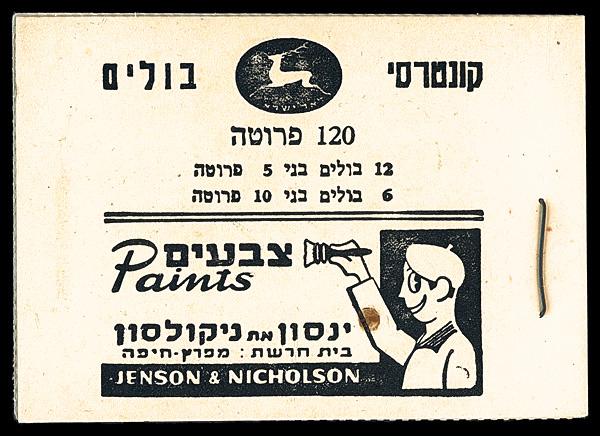 קונטרסי בולים
ישראל
120 פרוטה
12 בולים בני 5 פרוטה
6 בולים בני 10 פרוטה
צבעים
Paints
ינסון את ניקולסון
בית חרשת: מפרץ-חיפה
JENSON & NICHOLSON